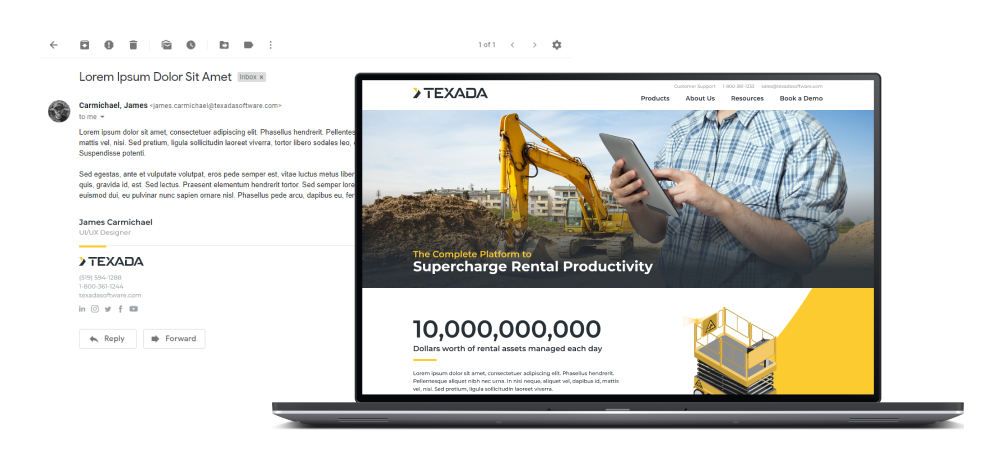 1 of 1
Lorem Ipsum Dolor Sit Amet Inbox x
Carmichael, James <james.carmichael@texadasoftware.com>
to me
Lorem ipsum dolor sit amet, consectetuer adipiscing elit. Phasellus hendrerit. Pellentes
mattis vel, nisi. Sed pretium, ligula sollicitudin laoreet viverra, tortor libero sodales leo,
Suspendisse potenti.
Sed egestas, ante et vulputate volutpat, eros pede semper est, vitae luctus metus liber
quis, gravida id, est. Sed lectus. Praesent elementum hendrerit tortor. Sed semper lore
euismod dui, eu pulvinar nunc sapien ornare nisl. Phasellus pede arcu, dapibus eu, fer
James Carmichael
UI/UX Designer
TEXADA
(519) 594-1288
1-800-361-1244
texadasoftware.com
Reply
Forward
TEXADA
Customer Support 1 800 361-1233 sales@texadasoftware.com
Products About Us Resources Book a Demo
The Complete Platform to
Supercharge Rental Productivity
10,000,000,000
Dollars worth of rental assets managed each day
Lorem ipsum dolor sit amet, consectetuer adipiscing elit. Phasellus hendrerit.
Pellentesque aliquet nibh nec urna. In nisi neque, aliquet vel, dapibus id, mattis
vel, nisi. Sed pretium, ligula sollicitudin laoreet viverra.